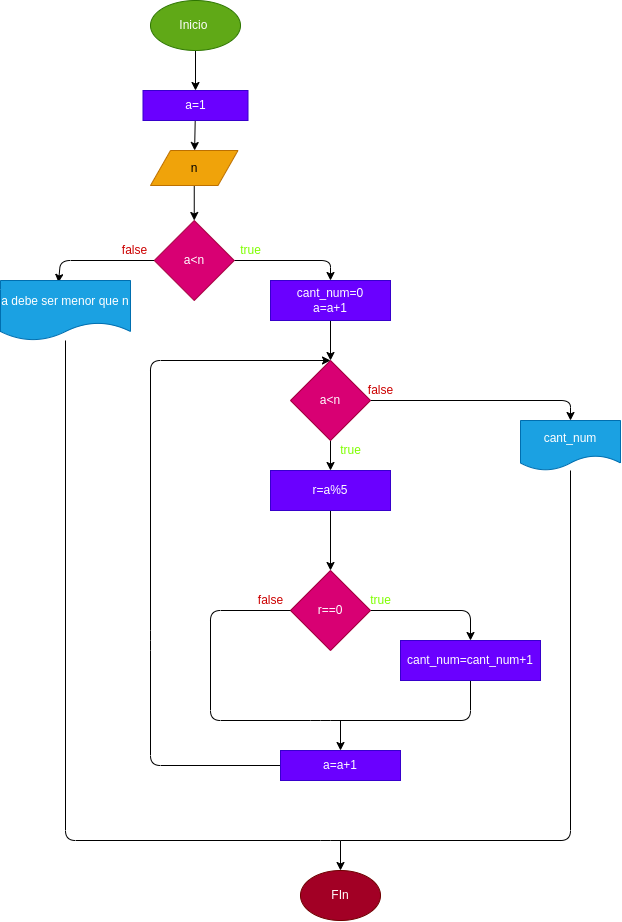 Inicio
a=1
n
a<n
false
true
a debe ser menor que n
cant_num=0
a=a+1
a<n
false
true
cant_num
r=a%5
r==0
false
true
cant_num=cant_num+1
a=a+1
FIn